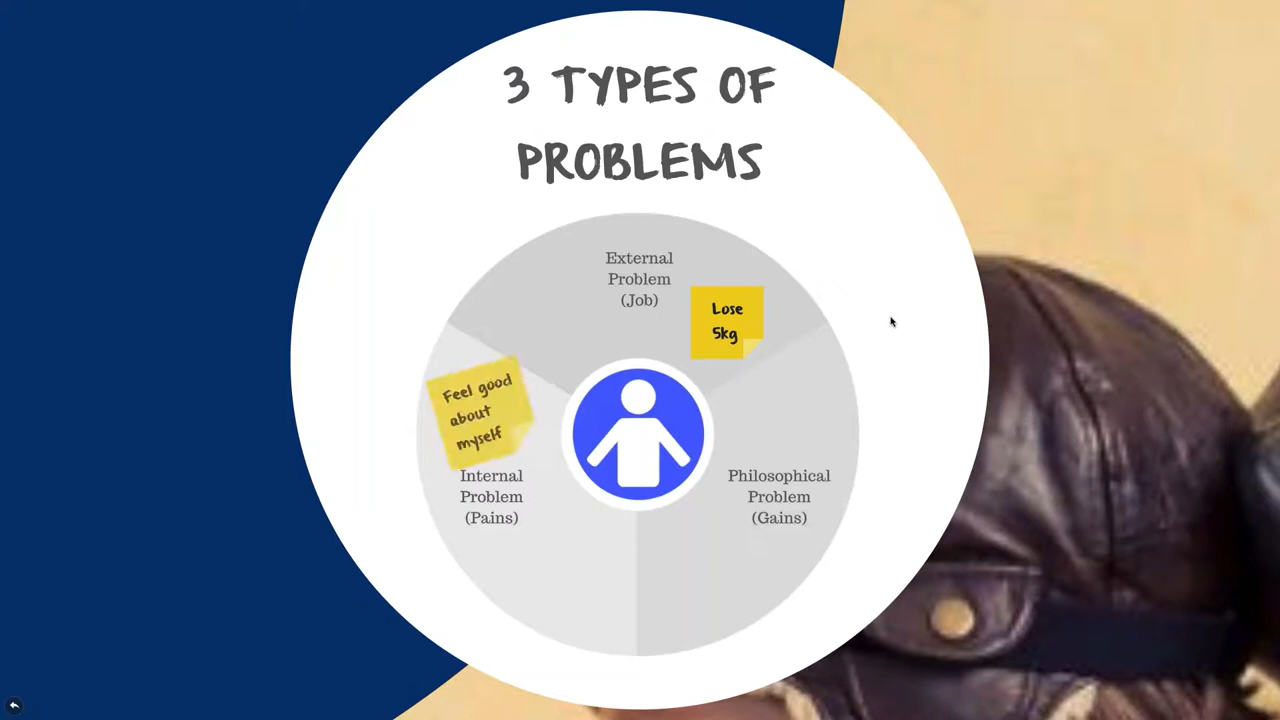 3 TYPES OF
PROBLEMS
External
Problem
(Job)
Lose
5kg
Feel good
about
myself
Internal
Problem
(Pains)
Philosophical
Problem
(Gains)